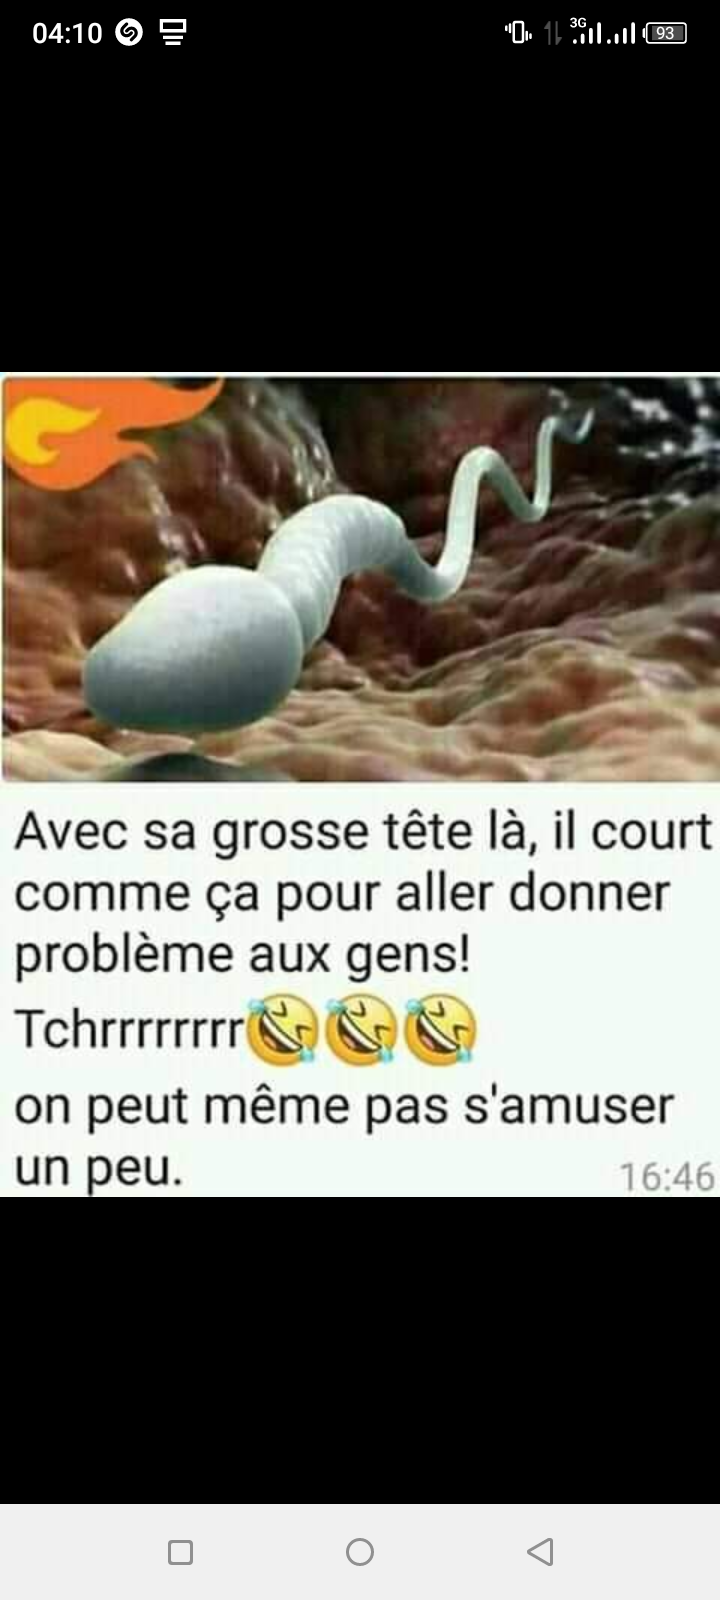 04:10
3G
93
Avec sa grosse tête là, il court
comme ça pour aller donner
problème aux gens!
Tchrrrrrrrr🤣🤣🤣
on peut même pas s'amuser
un peu.
16:46